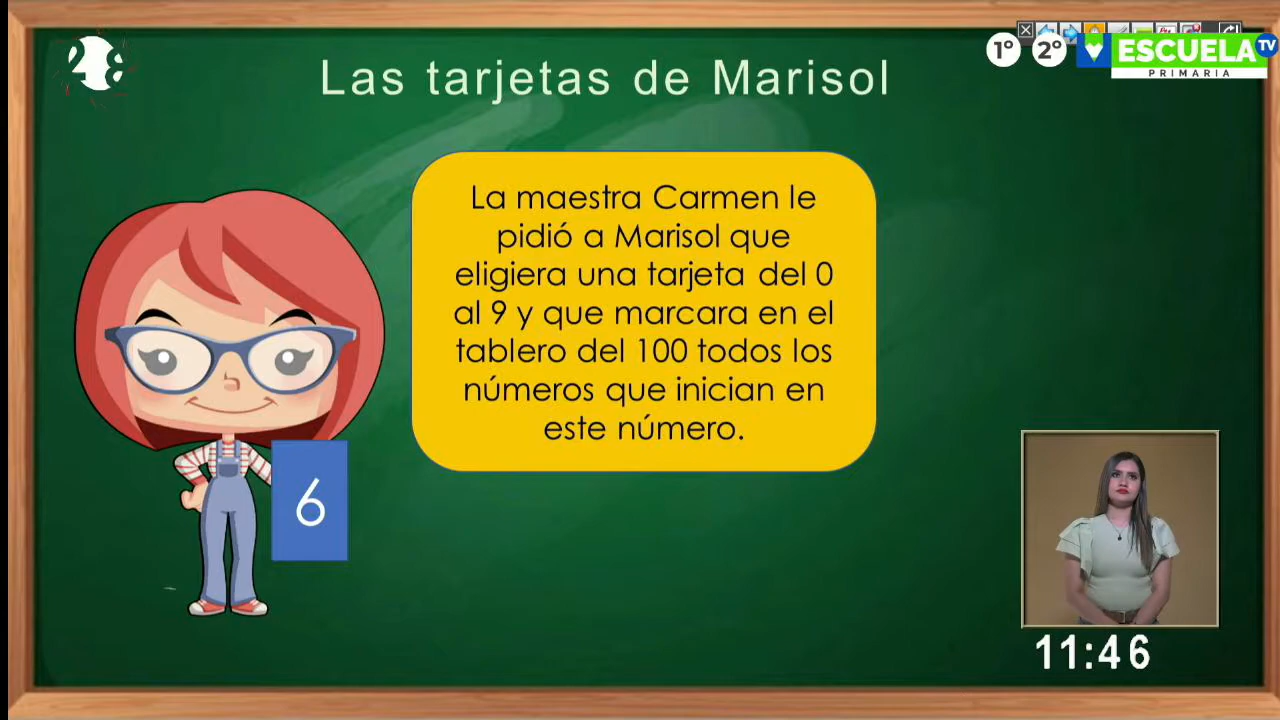 28
1° 2° ESCUELA TV
PRIMARIA
Las tarjetas de Marisol
La maestra Carmen le
pidió a Marisol que
eligiera una tarjeta del 0
al 9 y que marcara en el
tablero del 100 todos los
números que inician en
este número.
6
11:46